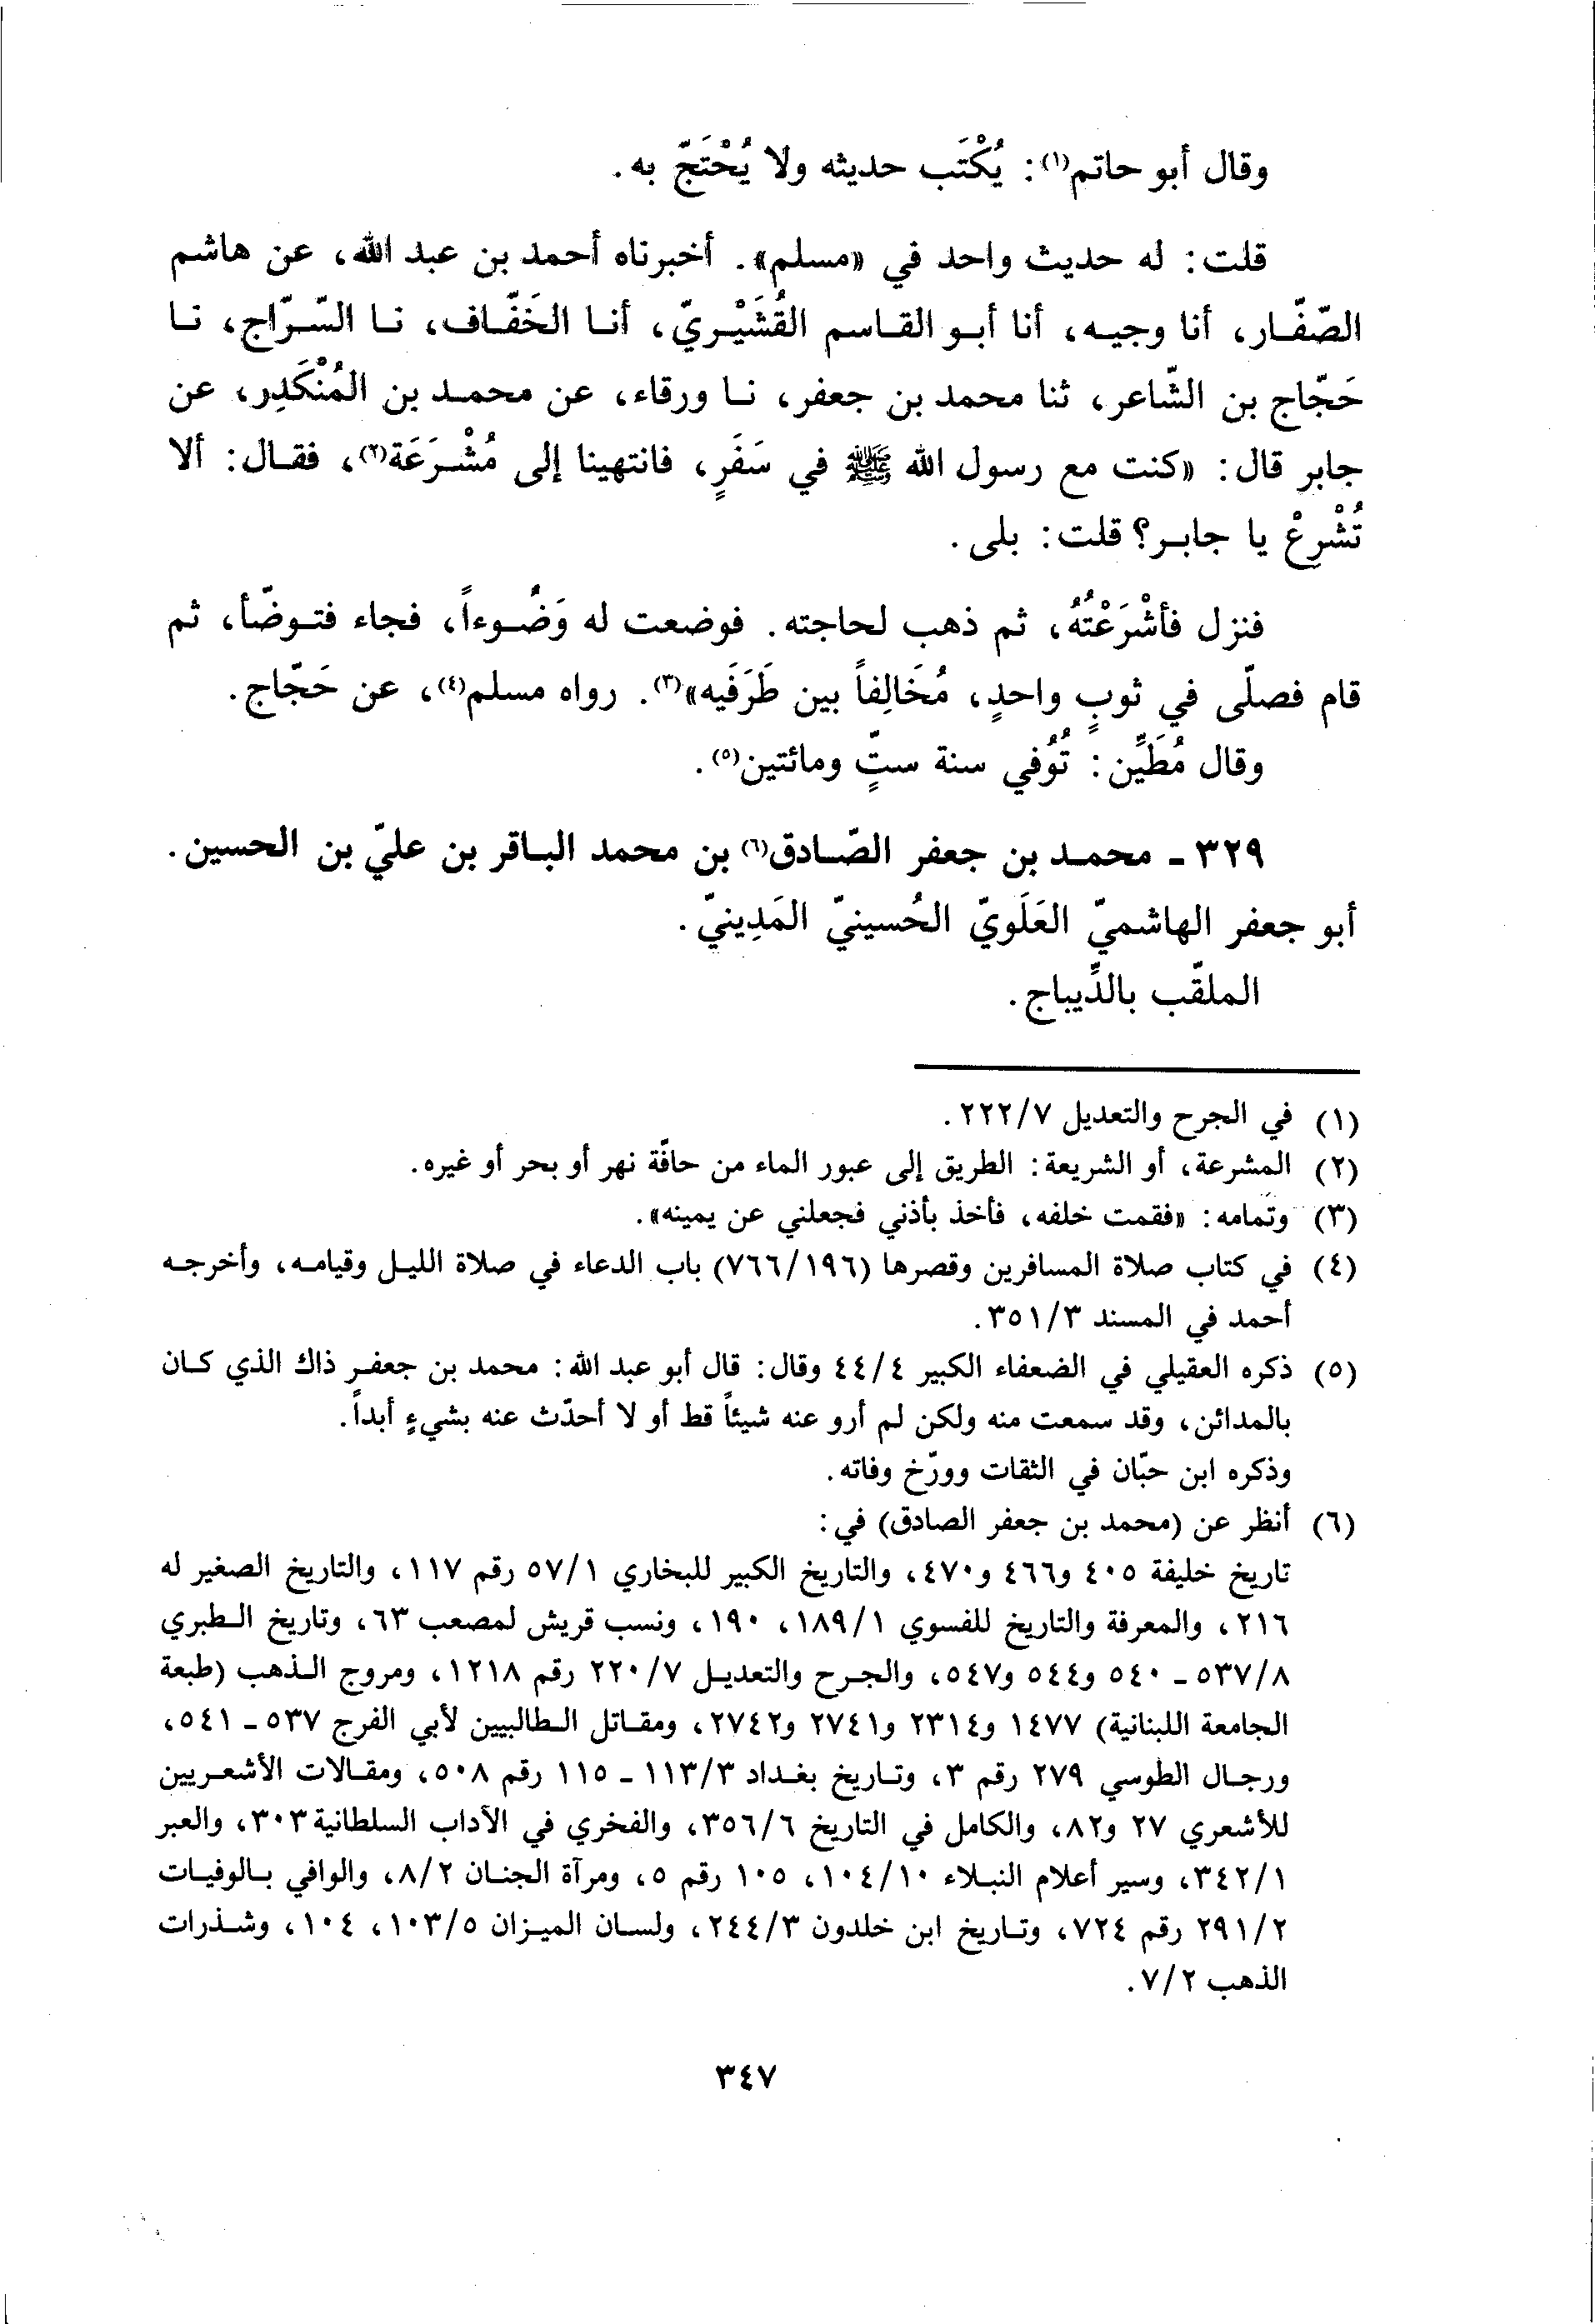 وقال أبو حاتم(١): يُكْتَب حديثه ولا يُحْتَجّ به.
قلت: له حديث واحد في «مسلم». أخبرناه أحمد بن عبد الله، عن هاشم
الصّفّار، أنا وجيه، أنا أبو القاسم القُشَيْريّ، أنا الخَفّاف، نا السّرّاج، نا
حَجّاج بن الشّاعر، ثنا محمد بن جعفر، نا ورقاء، عن محمد بن المُنْكَدِر، عن
جابر قال: «كنت مع رسول الله ﷺ في سَفَرٍ، فانتهينا إلى مُشْرَعَة(٢)، فقال: ألا
تُشْرِعْ يا جابر؟ قلت: بلى.
فنزل فأشْرَعْتُهُ، ثم ذهب لحاجته. فوضعت له وَضُوءاً، فجاء فتوضّأ، ثم
قام فصلّى في ثوبٍ واحدٍ، مُخَالِفاً بين طَرَفَيه»(٣). رواه مسلم(٤)، عن حَجّاج.
وقال مُطَيِّن: تُوُفي سنة ستٍّ ومائتين(٥).
٣٢٩ - محمد بن جعفر الصّادق(٦) بن محمد الباقر بن عليّ بن الحسين.
أبو جعفر الهاشميّ العَلَويّ الحُسينيّ المَدِينيّ.
الملقّب بالدِّيباج.
(١) في الجرح والتعديل ٢٢٢/٧.
(٢) المشرعة، أو الشريعة: الطريق إلى عبور الماء من حافّة نهر أو بحر أو غيره.
(٣) وتمامه: «فقمت خلفه، فأخذ بأذني فجعلني عن يمينه».
(٤) في كتاب صلاة المسافرين وقصرها (٧٦٦/١٩٦) باب الدعاء في صلاة الليل وقيامه، وأخرجه
أحمد في المسند ٣٥١/٣.
(٥) ذكره العقيلي في الضعفاء الكبير ٤٤/٤ وقال: قال أبو عبد الله: محمد بن جعفر ذاك الذي كان
بالمدائن، وقد سمعت منه ولكن لم أرو عنه شيئاً قط أو لا أحدّث عنه بشيءٍ أبداً.
وذكره ابن حبّان في الثقات وورّخ وفاته.
(٦) أنظر عن (محمد بن جعفر الصادق) في:
تاريخ خليفة ٤٠٥ و٤٦٦ و٤٧٠، والتاريخ الكبير للبخاري ٥٧/١ رقم ١١٧، والتاريخ الصغير له
٢١٦، والمعرفة والتاريخ للفسوي ١٨٩/١، ١٩٠، ونسب قريش لمصعب ٦٣، وتاريخ الطبري
٥٣٧/٨ - ٥٤٠ و٥٤٤ و٥٤٧، والجرح والتعديل ٢٢٠/٧ رقم ١٢١٨، ومروج الذهب (طبعة
الجامعة اللبنانية) ١٤٧٧ و٢٣١٤ و٢٧٤١ و٢٧٤٢، ومقاتل الطالبيين لأبي الفرج ٥٣٧ - ٥٤١،
ورجال الطوسي ٢٧٩ رقم ٣، وتاريخ بغداد ١١٣/٣ - ١١٥ رقم ٥٠٨، ومقالات الأشعريين
للأشعري ٢٧ و٨٢، والكامل في التاريخ ٣٥٦/٦، والفخري في الآداب السلطانية ٣٠٣، والعبر
٣٤٢/١، وسير أعلام النبلاء ١٠٤/١٠، ١٠٥ رقم ٥، ومرآة الجنان ٨/٢، والوافي بالوفيات
٢٩١/٢ رقم ٧٢٤، وتاريخ ابن خلدون ٢٤٤/٣، ولسان الميزان ١٠٣/٥، ١٠٤، وشذرات
الذهب ٧/٢.
٣٤٧